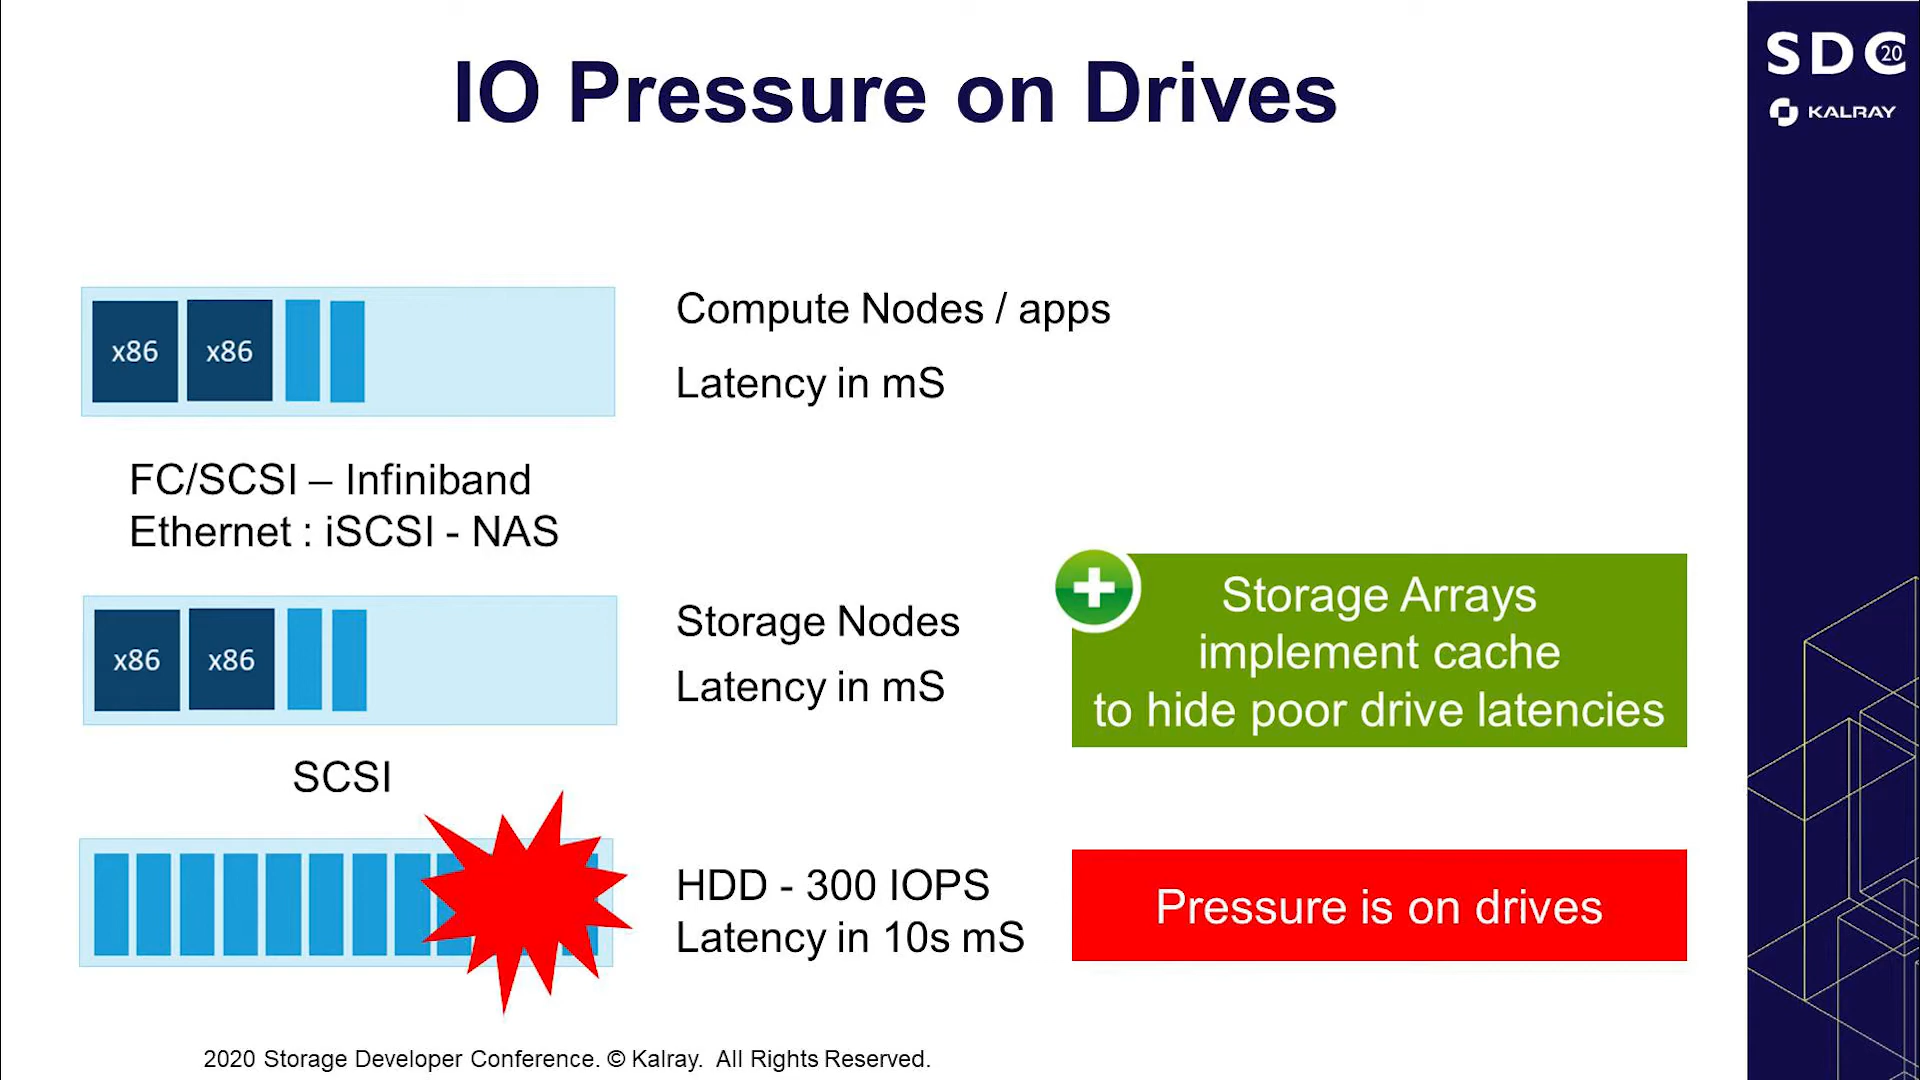 IO Pressure on Drives
SDC 20
KALRAY
x86 x86
Compute Nodes / apps
Latency in mS
FC/SCSI – Infiniband
Ethernet : iSCSI - NAS
x86 x86
Storage Nodes
Latency in mS
Storage Arrays
implement cache
to hide poor drive latencies
SCSI
HDD - 300 IOPS
Latency in 10s mS
Pressure is on drives
2020 Storage Developer Conference. © Kalray. All Rights Reserved.